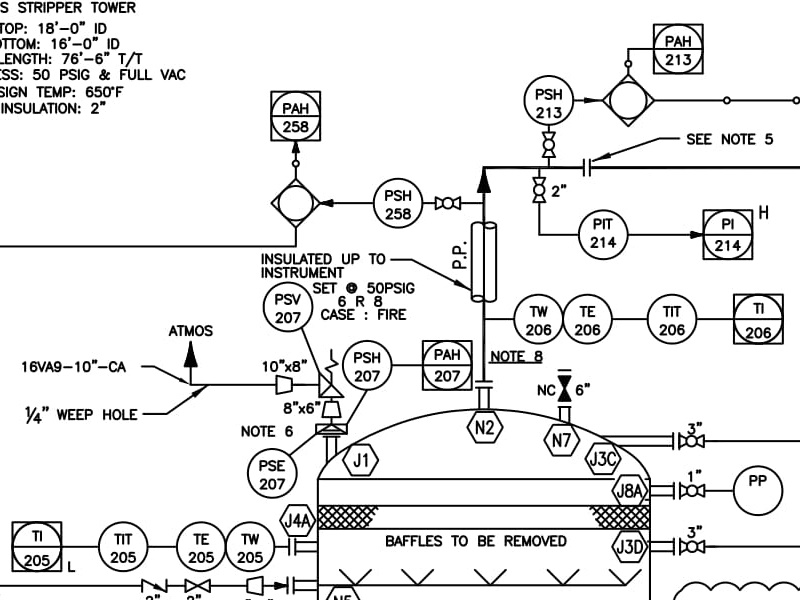 S STRIPPER TOWER
TOP: 18'-0" ID
OTTOM: 16'-0" ID
LENGTH: 76'-6" T/T
ESS: 50 PSIG & FULL VAC
SIGN TEMP: 650°F
INSULATION: 2"
PAH
213
PSH
213
PAH
258
SEE NOTE 5
PSH
258
2"
PIT
214
PI
214
H
P.P.
INSULATED UP TO
INSTRUMENT
SET @ 50PSIG
6 R 8
CASE : FIRE
PSV
207
TW
206
TE
206
TIT
206
TI
206
ATMOS
NOTE 8
16VA9-10"-CA
10"x8"
PSH
207
PAH
207
NC
6"
1/4" WEEP HOLE
8"x6"
NOTE 6
N2
N7
3"
J1
J3C
PSE
207
J8A
1"
PP
J4A
BAFFLES TO BE REMOVED
J3D
3"
TI
205
L
TIT
205
TE
205
TW
205
N5